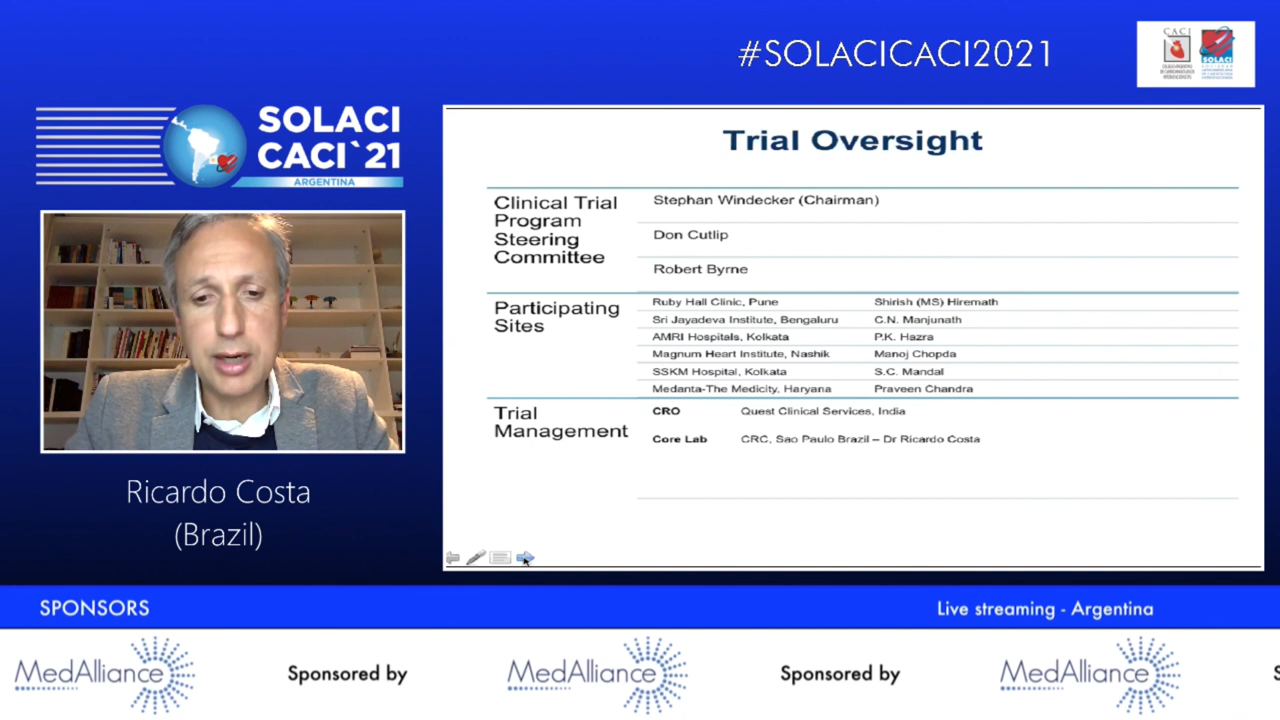 #SOLACICACI2021
CACI
SOLACI
SOLACI
CACI`21
ARGENTINA
Trial Oversight
Clinical Trial
Program
Steering
Committee
Stephan Windecker (Chairman)
Don Cutlip
Robert Byrne
Participating
Sites
Ruby Hall Clinic, Pune Shirish (MS) Hiremath
Sri Jayadeva Institute, Bengaluru C.N. Manjunath
AMRI Hospitals, Kolkata P.K. Hazra
Magnum Heart Institute, Nashik Manoj Chopda
SSKM Hospital, Kolkata S.C. Mandal
Medanta-The Medicity, Haryana Praveen Chandra
Trial
Management
CRO Quest Clinical Services, India
Core Lab CRC, Sao Paulo Brazil – Dr Ricardo Costa
Ricardo Costa
(Brazil)
SPONSORS Live streaming - Argentina
MedAlliance Sponsored by MedAlliance Sponsored by MedAlliance S